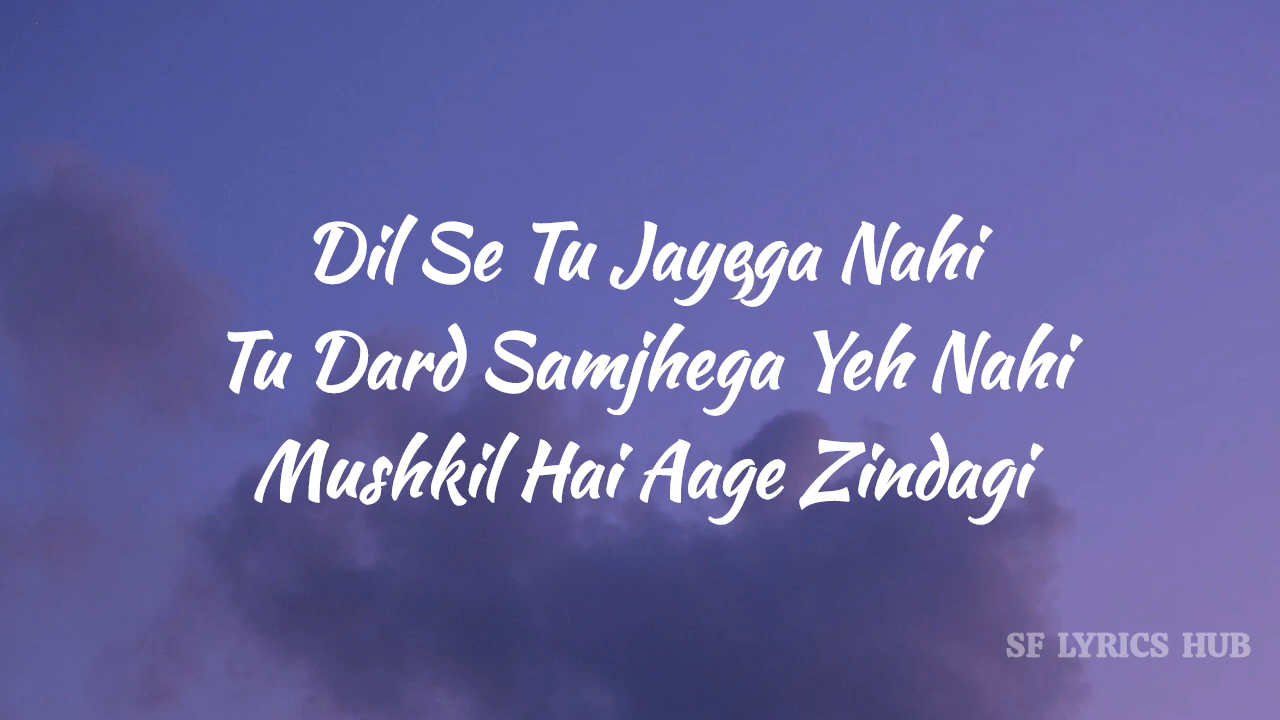 Dil Se Tu Jayega Nahi
Tu Dard Samjhega Yeh Nahi
Mushkil Hai Aage Zindagi
SF LYRICS HUB